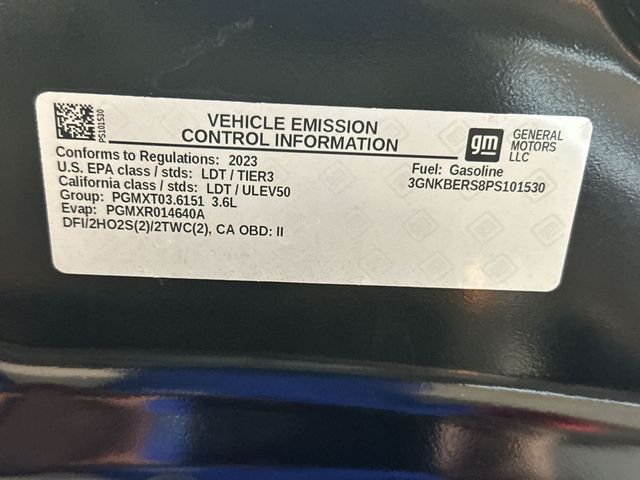 PS101530
VEHICLE EMISSION
CONTROL INFORMATION
gm
GENERAL
MOTORS
LLC
Conforms to Regulations: 2023
U.S. EPA class / stds: LDT / TIER3
California class / stds: LDT / ULEV50
Group: PGMXT03.6151 3.6L
Evap: PGMXR014640A
DFI/2HO2S(2)/2TWC(2), CA OBD: II
Fuel: Gasoline
3GNKBERS8PS101530